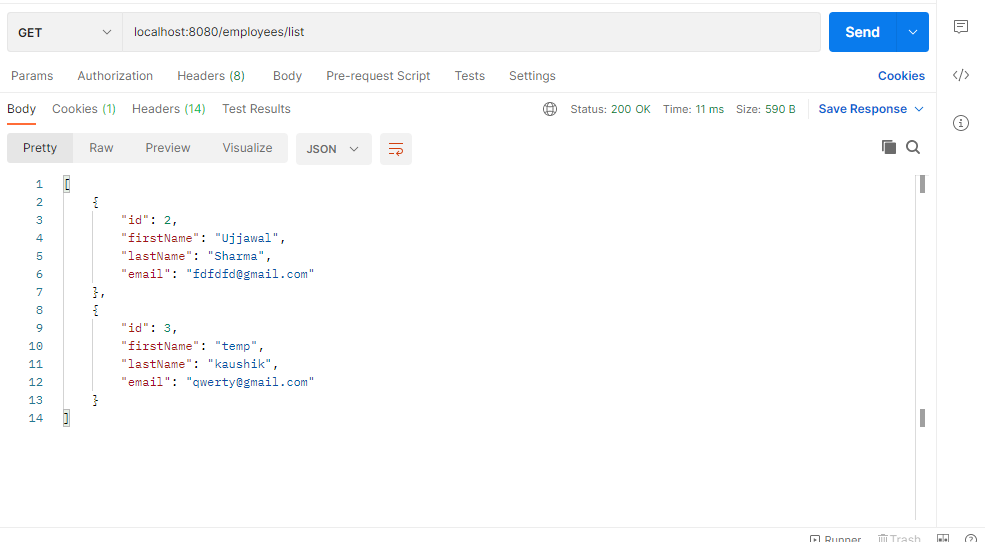 GET localhost:8080/employees/list Send
Params Authorization Headers (8) Body Pre-request Script Tests Settings Cookies
Body Cookies (1) Headers (14) Test Results Status: 200 OK Time: 11 ms Size: 590 B Save Response
Pretty Raw Preview Visualize JSON
1 [
2 {
3 "id": 2,
4 "firstName": "Ujjawal",
5 "lastName": "Sharma",
6 "email": "fdfdfd@gmail.com"
7 },
8 {
9 "id": 3,
10 "firstName": "temp",
11 "lastName": "kaushik",
12 "email": "qwerty@gmail.com"
13 }
14 ]
Runner Trash